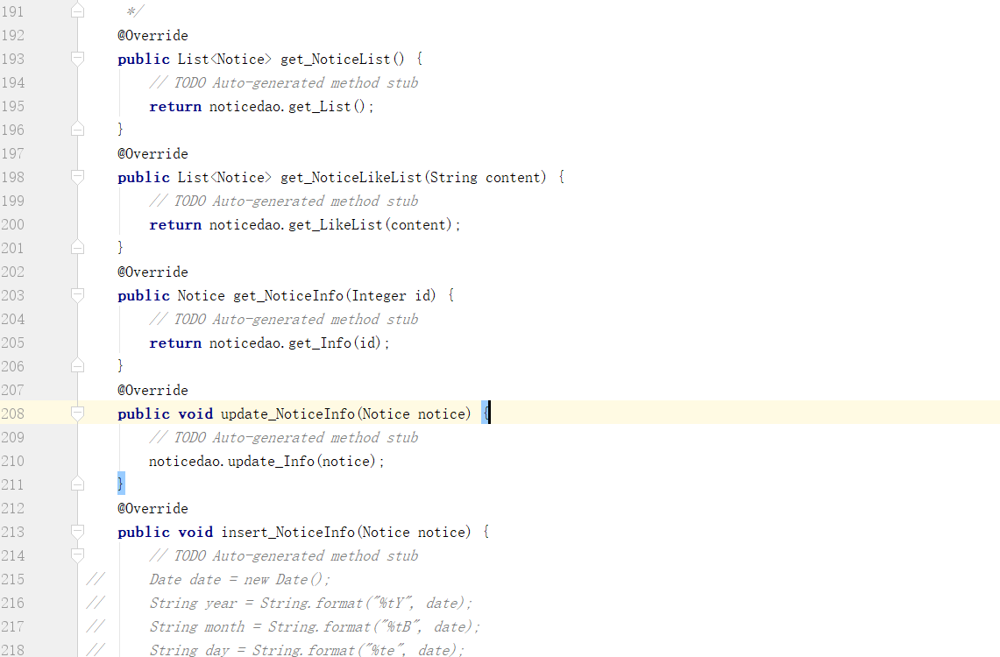 191 */
192 @Override
193 public List<Notice> get_NoticeList() {
194 // TODO Auto-generated method stub
195 return noticedao.get_List();
196 }
197 @Override
198 public List<Notice> get_NoticeLikeList(String content) {
199 // TODO Auto-generated method stub
200 return noticedao.get_LikeList(content);
201 }
202 @Override
203 public Notice get_NoticeInfo(Integer id) {
204 // TODO Auto-generated method stub
205 return noticedao.get_Info(id);
206 }
207 @Override
208 public void update_NoticeInfo(Notice notice) {
209 // TODO Auto-generated method stub
210 noticedao.update_Info(notice);
211 }
212 @Override
213 public void insert_NoticeInfo(Notice notice) {
214 // TODO Auto-generated method stub
215 // Date date = new Date();
216 // String year = String.format("%tY", date);
217 // String month = String.format("%tB", date);
218 // String day = String.format("%te", date);